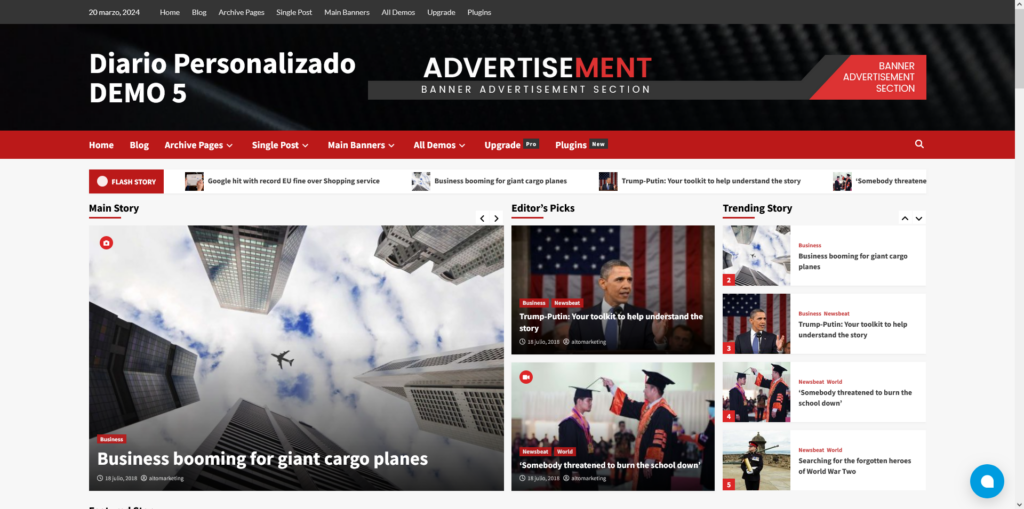 20 marzo, 2024 Home Blog Archive Pages Single Post Main Banners All Demos Upgrade Plugins
Diario Personalizado
DEMO 5
ADVERTISEMENT
BANNER ADVERTISEMENT SECTION
BANNER
ADVERTISEMENT
SECTION
Home Blog Archive Pages Single Post Main Banners All Demos Upgrade Pro Plugins New
FLASH STORY
Google hit with record EU fine over Shopping service
Business booming for giant cargo planes
Trump-Putin: Your toolkit to help understand the story
‘Somebody threatene
Main Story
Business
Business booming for giant cargo planes
18 julio, 2018 aitomarketing
Editor’s Picks
Business Newsbeat
Trump-Putin: Your toolkit to help understand the
story
18 julio, 2018 aitomarketing
Newsbeat World
‘Somebody threatened to burn the school down’
18 julio, 2018 aitomarketing
Trending Story
2
Business
Business booming for giant cargo
planes
3
Business Newsbeat
Trump-Putin: Your toolkit to help
understand the story
4
Newsbeat World
‘Somebody threatened to burn the
school down’
5
Newsbeat World
Searching for the forgotten heroes
of World War Two